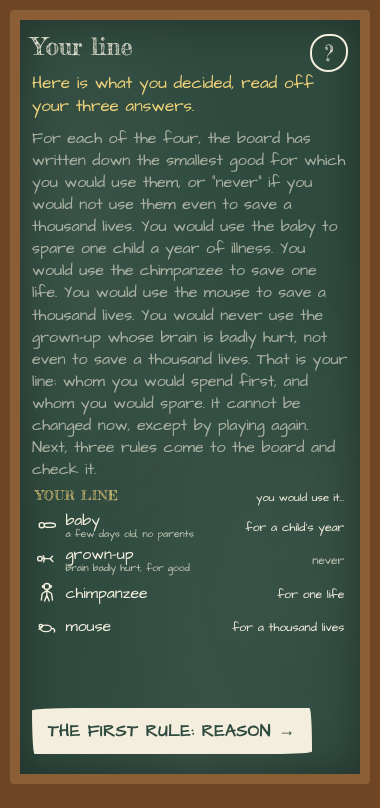 Your line
?
Here is what you decided, read off
your three answers.
For each of the four, the board has
written down the smallest good for which
you would use them, or "never" if you
would not use them even to save a
thousand lives. You would use the baby to
spare one child a year of illness. You
would use the chimpanzee to save one
life. You would use the mouse to save a
thousand lives. You would never use the
grown-up whose brain is badly hurt, not
even to save a thousand lives. That is your
line: whom you would spend first, and
whom you would spare. It cannot be
changed now, except by playing again.
Next, three rules come to the board and
check it.
YOUR LINE you would use it..
baby for a child's year
a few days old, no parents
grown-up never
brain badly hurt, for good
chimpanzee for one life
mouse for a thousand lives
THE FIRST RULE: REASON →